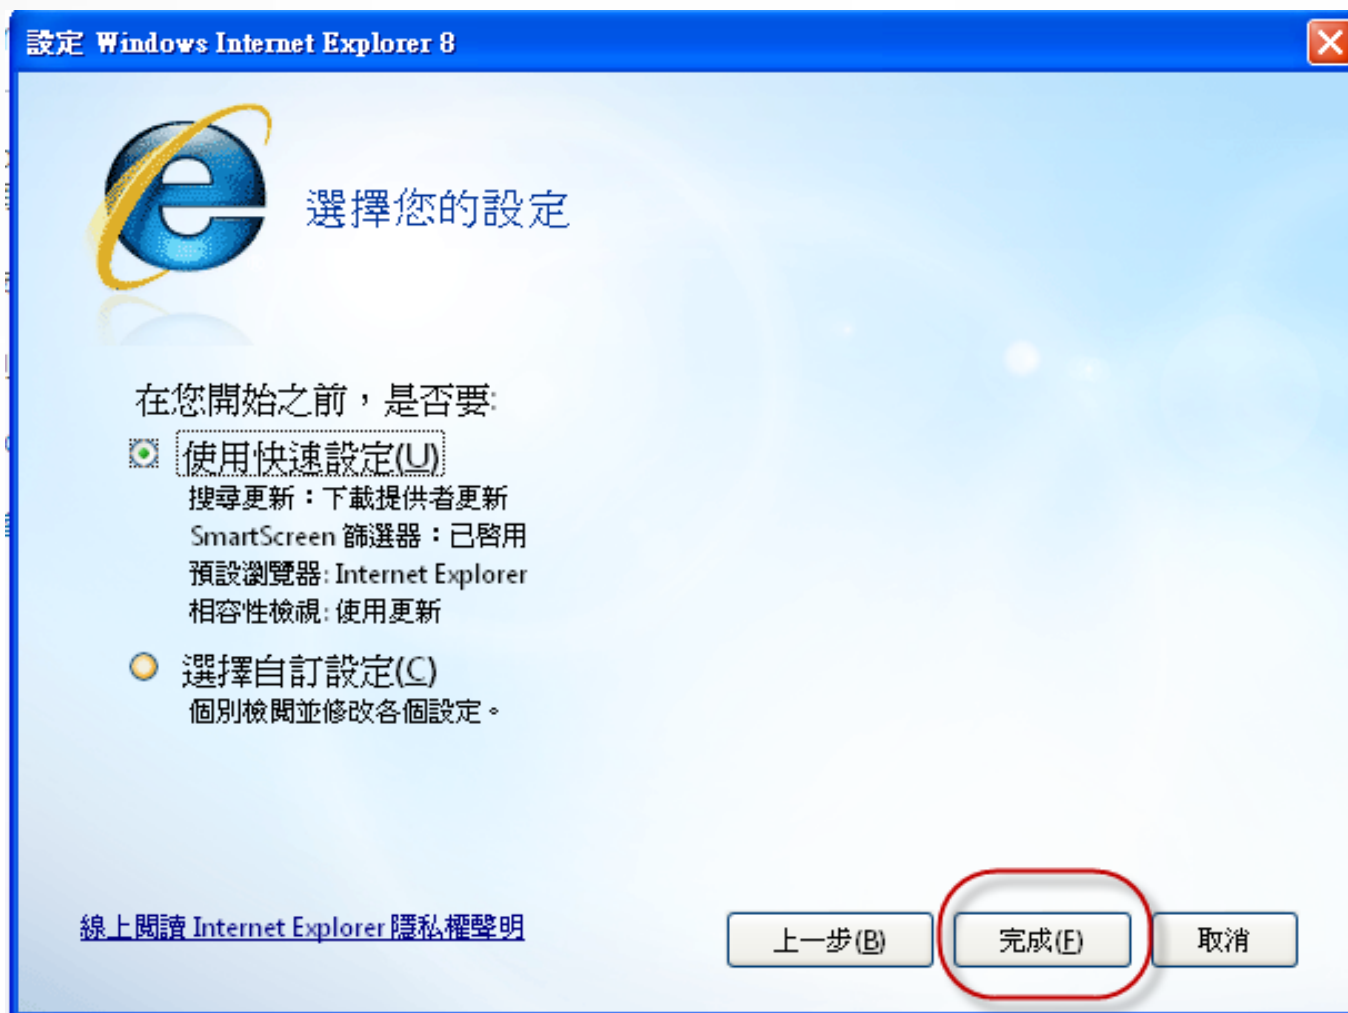 設定 Windows Internet Explorer 8
選擇您的設定
在您開始之前，是否要:
使用快速設定(U)
搜尋更新：下載提供者更新
SmartScreen 篩選器：已啓用
預設瀏覽器: Internet Explorer
相容性檢視: 使用更新
選擇自訂設定(C)
個別檢閱並修改各個設定。
線上閱讀 Internet Explorer 隱私權聲明
上一步(B) 完成(F) 取消